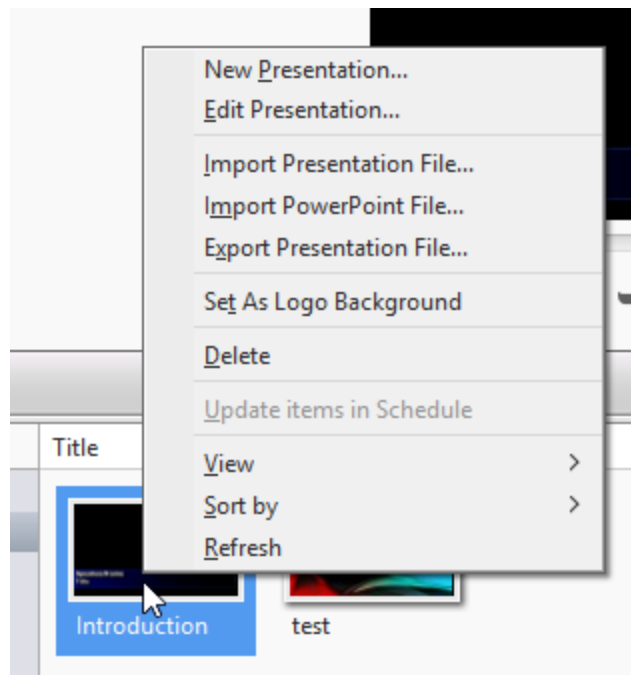 New Presentation...
Edit Presentation...
Import Presentation File...
Import PowerPoint File...
Export Presentation File...
Set As Logo Background
Delete
Update items in Schedule
View
Sort by
Refresh
Title
Introduction
test